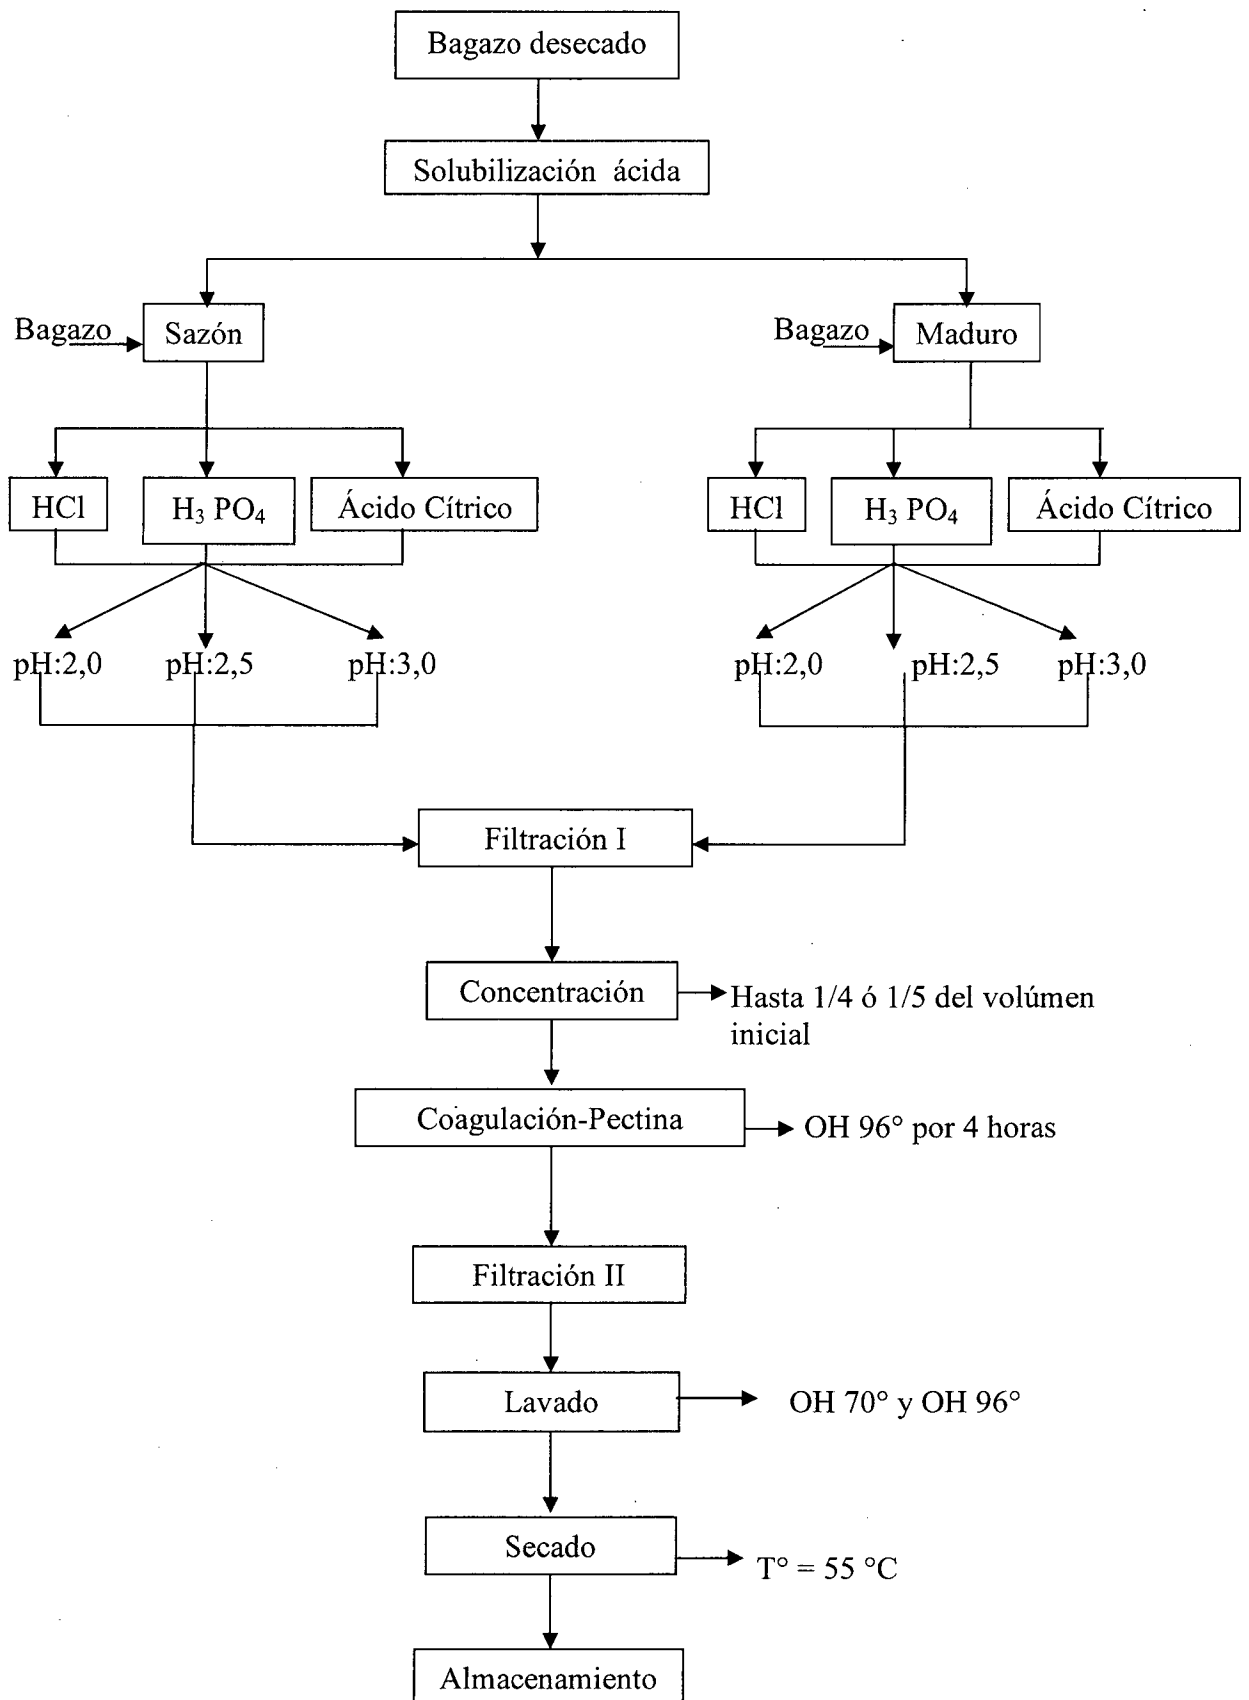 Bagazo desecado
Solubilización ácida
Bagazo
Sazón
Bagazo
Maduro
HCl
H₃ PO₄
Ácido Cítrico
HCl
H₃ PO₄
Ácido Cítrico
pH:2,0
pH:2,5
pH:3,0
pH:2,0
pH:2,5
pH:3,0
Filtración I
Concentración
Hasta 1/4 ó 1/5 del volúmen
inicial
Coagulación-Pectina
OH 96° por 4 horas
Filtración II
Lavado
OH 70° y OH 96°
Secado
T° = 55 °C
Almacenamiento